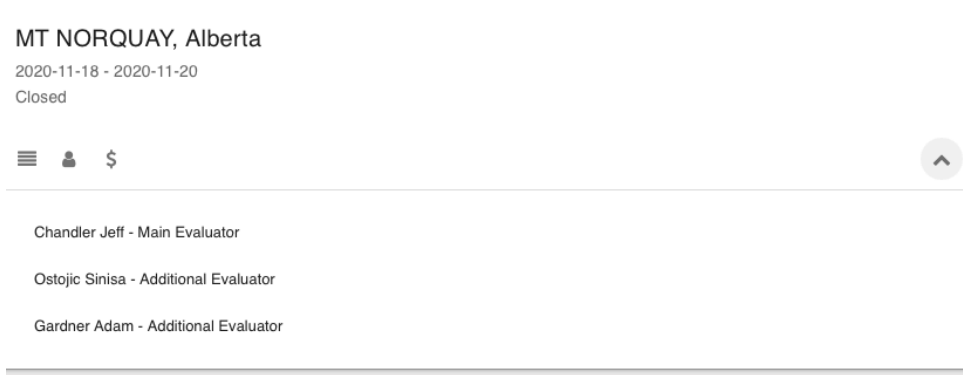 MT NORQUAY, Alberta
2020-11-18 - 2020-11-20
Closed
$
Chandler Jeff - Main Evaluator
Ostojic Sinisa - Additional Evaluator
Gardner Adam - Additional Evaluator